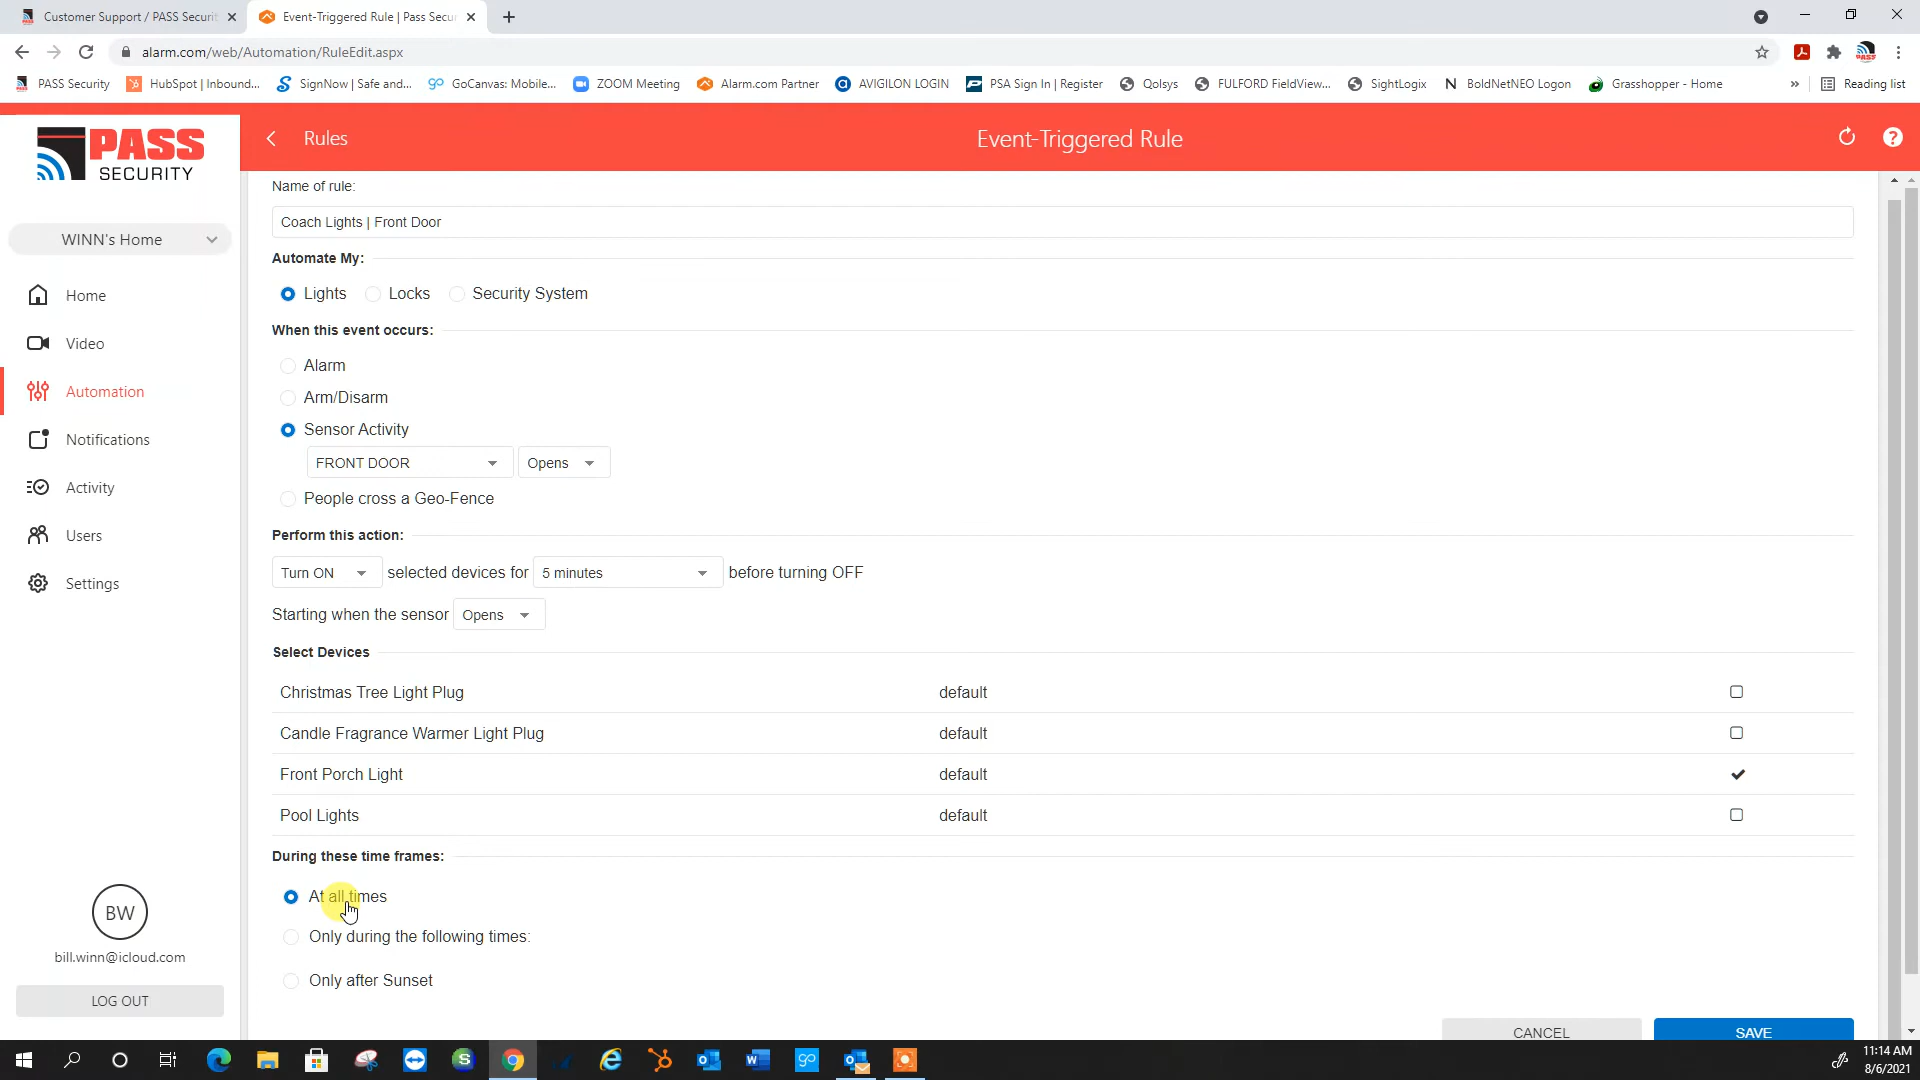 Customer Support / PASS Securit
Event-Triggered Rule | Pass Secur
alarm.com/web/Automation/RuleEdit.aspx
PASS Security
HubSpot | Inbound...
SignNow | Safe and...
GoCanvas: Mobile...
ZOOM Meeting
Alarm.com Partner
AVIGILON LOGIN
PSA Sign In | Register
Qolsys
FULFORD FieldView...
SightLogix
BoldNetNEO Logon
Grasshopper - Home
»
Reading list
PASS
SECURITY
Rules
Event-Triggered Rule
WINN's Home
Home
Video
Automation
Notifications
Activity
Users
Settings
BW
bill.winn@icloud.com
LOG OUT
Name of rule:
Coach Lights | Front Door
Automate My:
Lights Locks Security System
When this event occurs:
Alarm
Arm/Disarm
Sensor Activity
FRONT DOOR Opens
People cross a Geo-Fence
Perform this action:
Turn ON selected devices for 5 minutes before turning OFF
Starting when the sensor Opens
Select Devices
Christmas Tree Light Plug default
Candle Fragrance Warmer Light Plug default
Front Porch Light default
Pool Lights default
During these time frames:
At all times
Only during the following times:
Only after Sunset
CANCEL SAVE
11:14 AM
8/6/2021